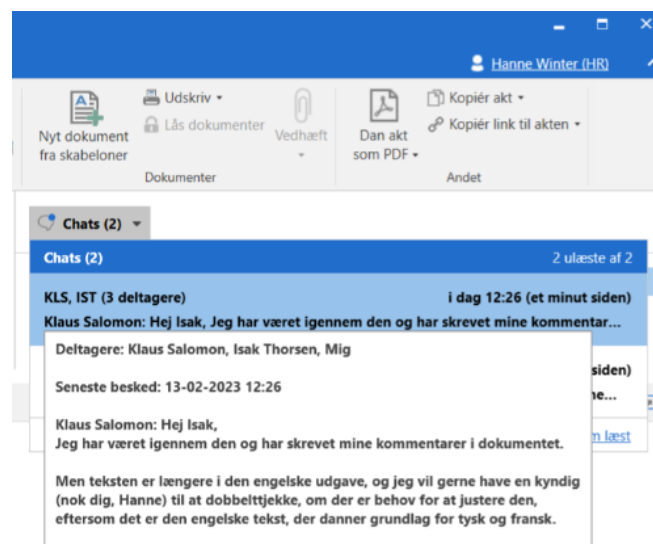 Hanne Winter (HR)
Nyt dokument
fra skabeloner
Udskriv
Lås dokumenter
Vedhæft
Dokumenter
Dan akt
som PDF
Kopiér akt
Kopiér link til akten
Andet
Chats (2)
Chats (2) 2 ulæste af 2
KLS, IST (3 deltagere) i dag 12:26 (et minut siden)
Klaus Salomon: Hej Isak, Jeg har været igennem den og har skrevet mine kommentar...
Deltagere: Klaus Salomon, Isak Thorsen, Mig
siden)
Seneste besked: 13-02-2023 12:26
Klaus Salomon: Hej Isak,
læst
Jeg har været igennem den og har skrevet mine kommentarer i dokumentet.
Men teksten er længere i den engelske udgave, og jeg vil gerne have en kyndig
(nok dig, Hanne) til at dobbelttjekke, om der er behov for at justere den,
eftersom det er den engelske tekst, der danner grundlag for tysk og fransk.